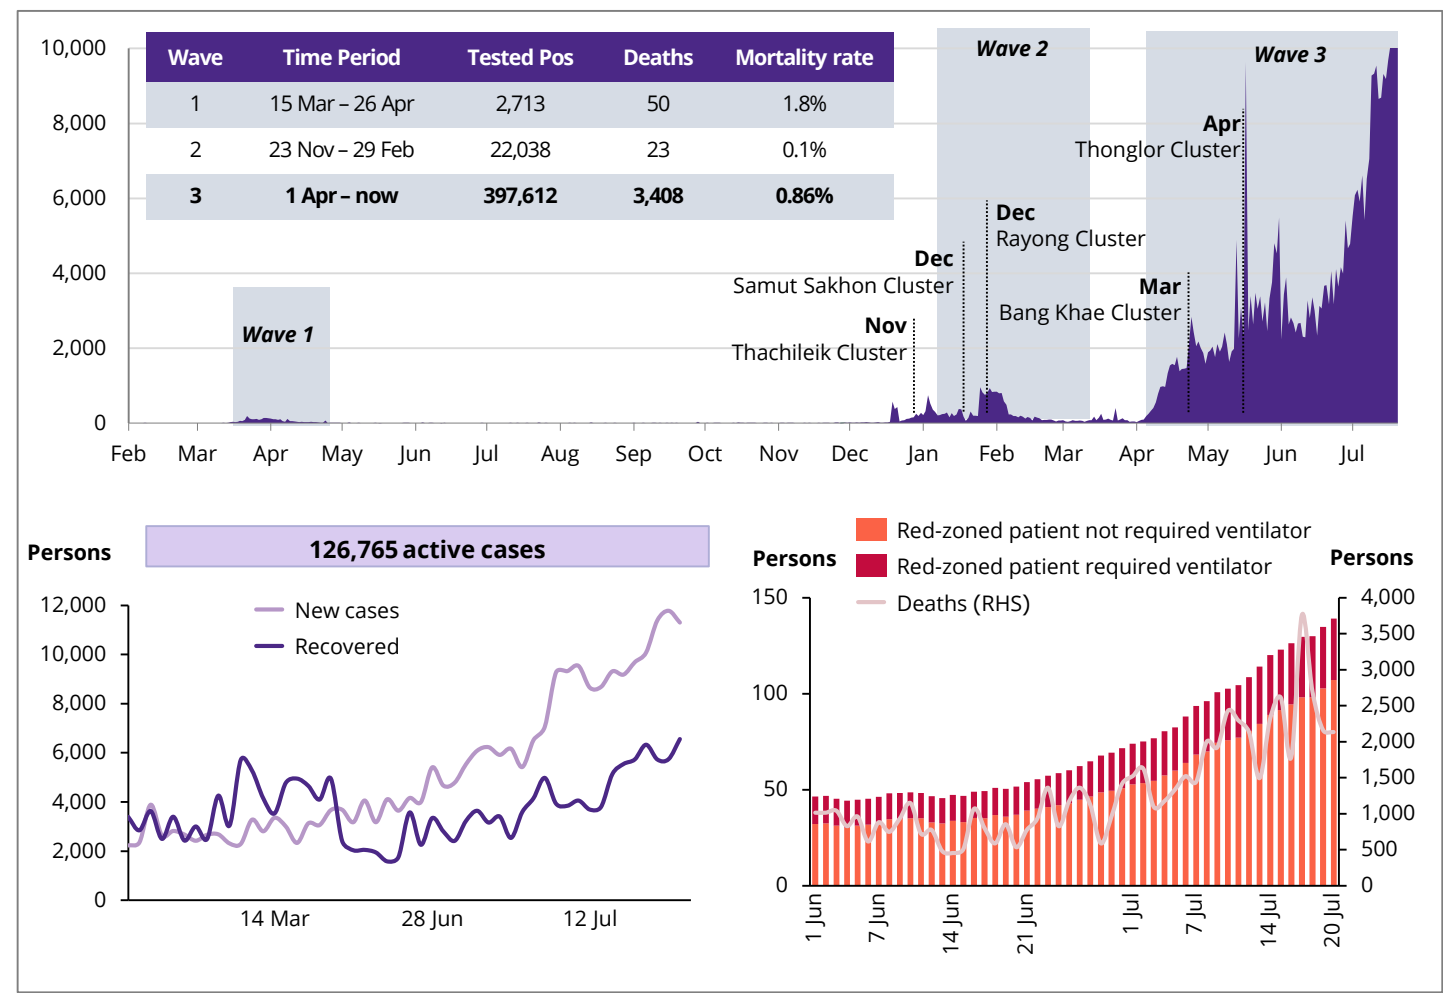 Wave Time Period Tested Pos Deaths Mortality rate
1 15 Mar – 26 Apr 2,713 50 1.8%
2 23 Nov – 29 Feb 22,038 23 0.1%
3 1 Apr – now 397,612 3,408 0.86%
10,000
8,000
6,000
4,000
2,000
0
Wave 1
Wave 2
Wave 3
Nov
Thachileik Cluster
Dec
Samut Sakhon Cluster
Dec
Rayong Cluster
Mar
Bang Khae Cluster
Apr
Thonglor Cluster
Feb Mar Apr May Jun Jul Aug Sep Oct Nov Dec Jan Feb Mar Apr May Jun Jul
126,765 active cases
Persons
New cases
Recovered
12,000
10,000
8,000
6,000
4,000
2,000
0
14 Mar 28 Jun 12 Jul
Red-zoned patient not required ventilator
Red-zoned patient required ventilator
Deaths (RHS)
Persons
Persons
150
100
50
0
4,000
3,500
3,000
2,500
2,000
1,500
1,000
500
0
1 Jun 7 Jun 14 Jun 21 Jun 1 Jul 7 Jul 14 Jul 20 Jul